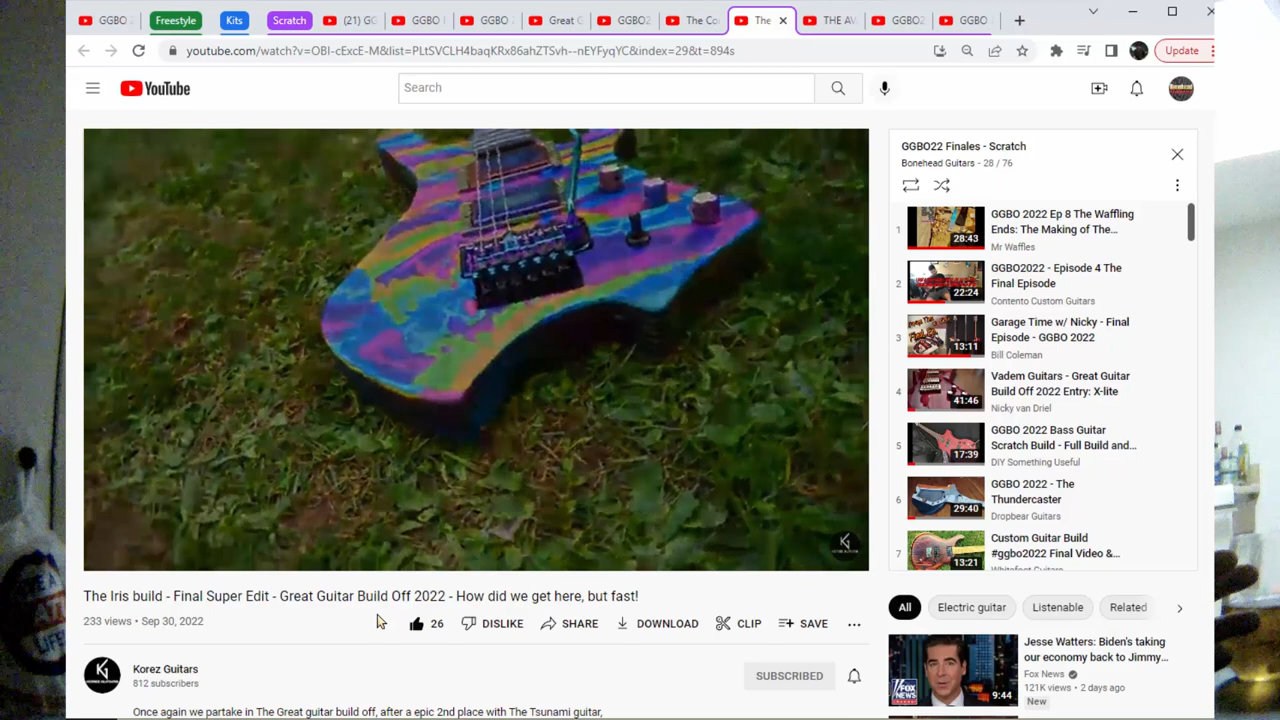 GGBO
Freestyle
Kits
Scratch
(21) GG
GGBO
GGBO
Great G
GGBO2
The Co
The
THE AV
GGBO2
GGBO
youtube.com/watch?v=OBI-cExcE-M&list=PLtSVCLH4baqKRx86ahZTSvh--nEYFyqYC&index=29&t=894s
Update
YouTube
Search
GGBO22 Finales - Scratch
Bonehead Guitars - 28 / 76
1
28:43
GGBO 2022 Ep 8 The Waffling
Ends: The Making of The...
Mr Waffles
2
22:24
GGBO2022 - Episode 4 The
Final Episode
Contento Custom Guitars
3
13:11
Garage Time w/ Nicky - Final
Episode - GGBO 2022
Bill Coleman
4
41:46
Vadem Guitars - Great Guitar
Build Off 2022 Entry: X-lite
Nicky van Driel
5
17:39
GGBO 2022 Bass Guitar
Scratch Build - Full Build and...
DIY Something Useful
6
29:40
GGBO 2022 - The
Thundercaster
Dropbear Guitars
7
13:21
Custom Guitar Build
#ggbo2022 Final Video &...
Whitefoot Guitars
The Iris build - Final Super Edit - Great Guitar Build Off 2022 - How did we get here, but fast!
233 views • Sep 30, 2022
26
DISLIKE
SHARE
DOWNLOAD
CLIP
SAVE
All
Electric guitar
Listenable
Related
Korez Guitars
812 subscribers
SUBSCRIBED
Once again we partake in The Great guitar build off, after a epic 2nd place with The Tsunami guitar,
FOX
NEWS
9:44
Jesse Watters: Biden's taking
our economy back to Jimmy...
Fox News
121K views • 2 days ago
New